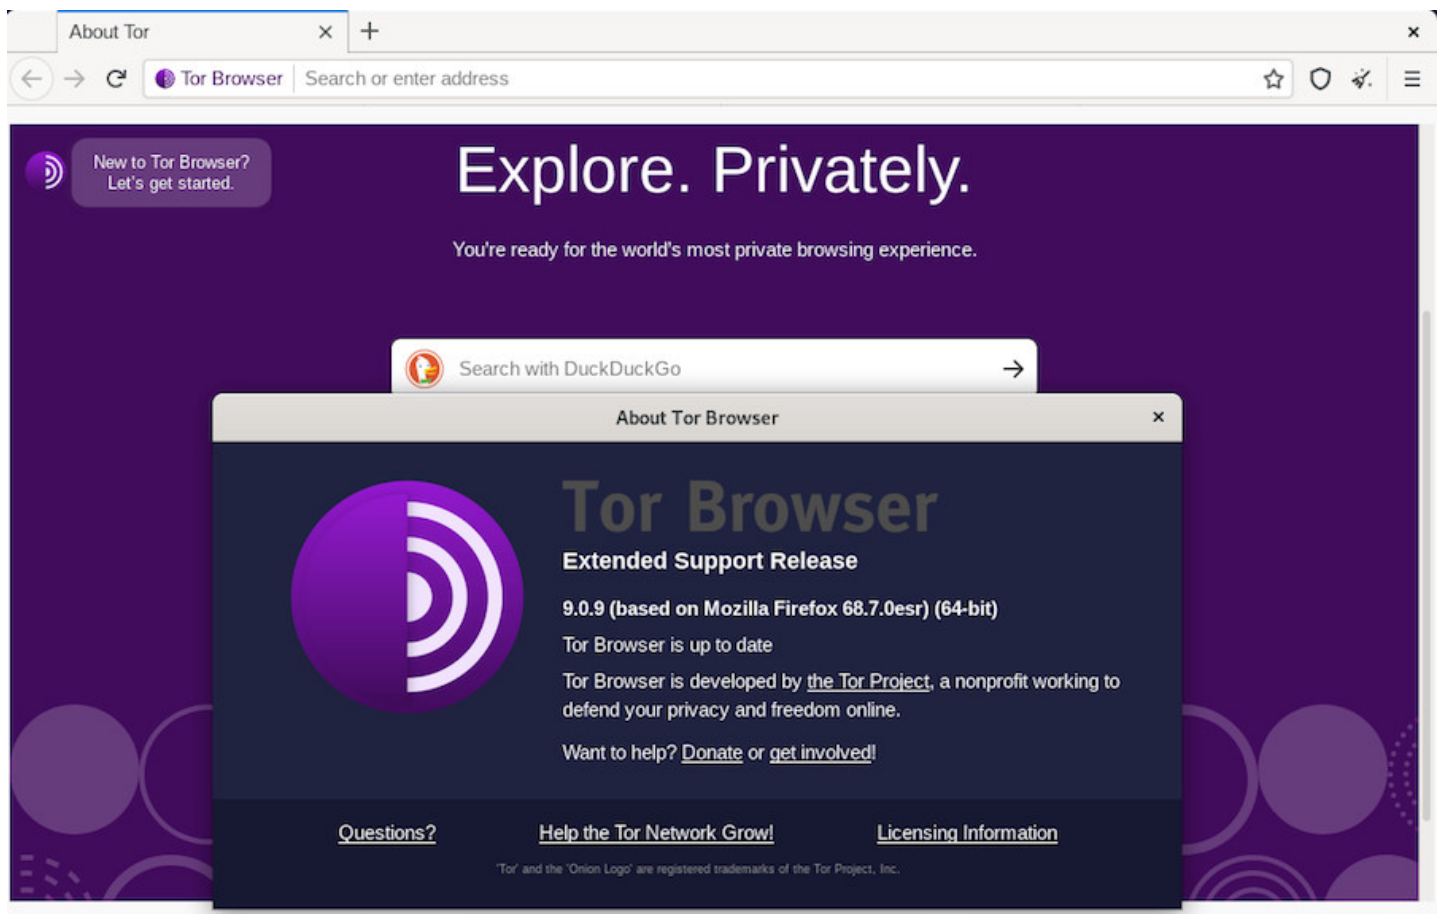 About Tor
Tor Browser
Search or enter address
New to Tor Browser?
Let's get started.
Explore. Privately.
You're ready for the world's most private browsing experience.
Search with DuckDuckGo
About Tor Browser
Tor Browser
Extended Support Release
9.0.9 (based on Mozilla Firefox 68.7.0esr) (64-bit)
Tor Browser is up to date
Tor Browser is developed by the Tor Project, a nonprofit working to
defend your privacy and freedom online.
Want to help? Donate or get involved!
Questions? Help the Tor Network Grow! Licensing Information
'Tor' and the 'Onion Logo' are registered trademarks of the Tor Project, Inc.